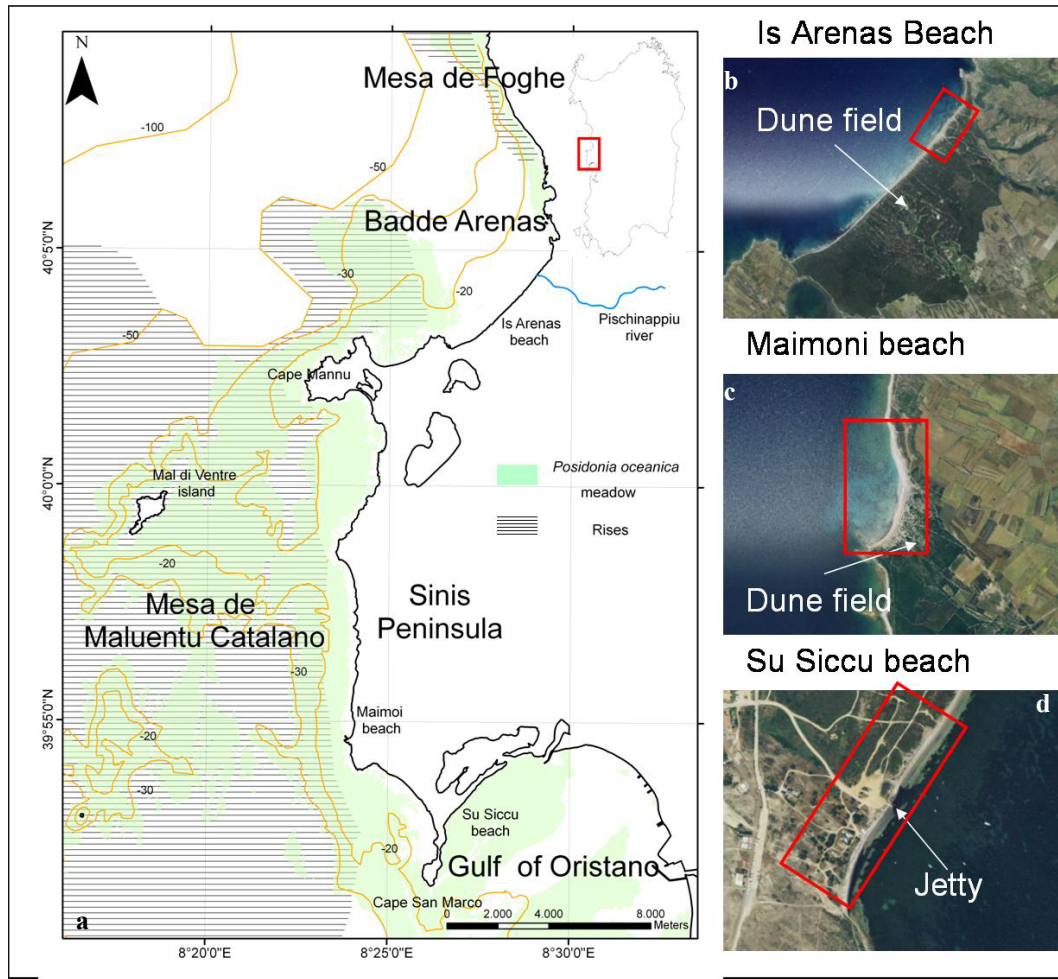 N
Mesa de Foghe
-100
-50
Badde Arenas
-30
-20
40°5'0"N
Is Arenas
beach
Pischinappiu
river
-50
Cape Mannu
Posidonia oceanica
meadow
Mal di Ventre
island
40°0'0"N
Rises
-20
Mesa de
Maluentu Catalano
Sinis
Peninsula
-30
Maimoi
beach
39°55'0"N
-20
-30
Su Siccu
beach
-20
Gulf of Oristano
Cape San Marco
a
0 2.000 4.000 8.000
Meters
8°20'0"E 8°25'0"E 8°30'0"E
Is Arenas Beach
b
Dune field
Maimoni beach
c
Dune field
Su Siccu beach
d
Jetty